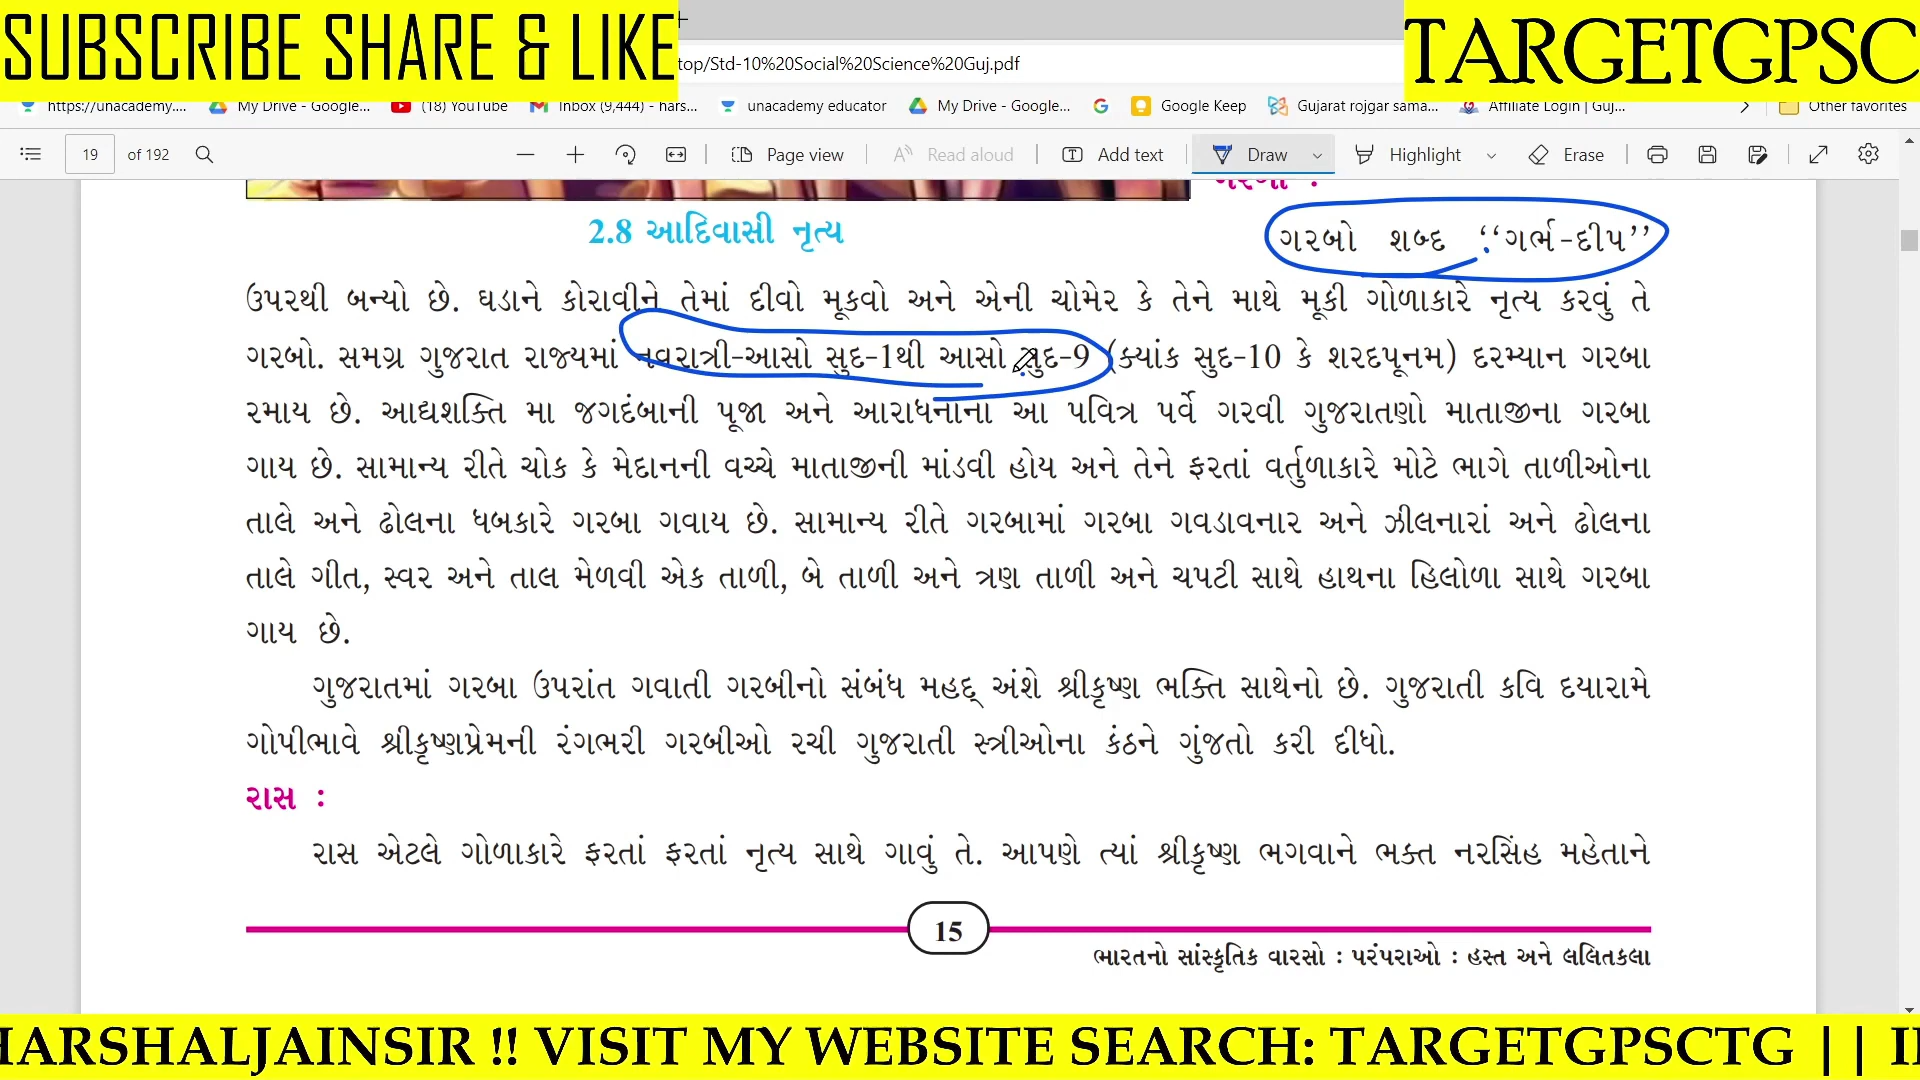 SUBSCRIBE SHARE & LIKE
TARGETGPSC
top/Std-10%20Social%20Science%20Guj.pdf
https://unacademy.... My Drive - Google... (18) YouTube Inbox (9,444) - hars... unacademy educator My Drive - Google... Google Keep Gujarat rojgar sama... Affiliate Login | Guj... Other favorites
19 of 192 Page view Read aloud Add text Draw Highlight Erase
ગરબા :
2.8 આદિવાસી નૃત્ય
ગરબો શબ્દ ‘‘ગર્ભ-દીપ’’
ઉપરથી બન્યો છે. ઘડાને કોરાવીને તેમાં દીવો મૂકવો અને એની ચોમેર કે તેને માથે મૂકી ગોળાકારે નૃત્ય કરવું તે
ગરબો. સમગ્ર ગુજરાત રાજ્યમાં નવરાત્રી-આસો સુદ-1થી આસો સુદ-9 (ક્યાંક સુદ-10 કે શરદપૂનમ) દરમ્યાન ગરબા
રમાય છે. આદ્યશક્તિ મા જગદંબાની પૂજા અને આરાધનાના આ પવિત્ર પર્વે ગરવી ગુજરાતણો માતાજીના ગરબા
ગાય છે. સામાન્ય રીતે ચોક કે મેદાનની વચ્ચે માતાજીની માંડવી હોય અને તેને ફરતાં વર્તુળાકારે મોટે ભાગે તાળીઓના
તાલે અને ઢોલના ધબકારે ગરબા ગવાય છે. સામાન્ય રીતે ગરબામાં ગરબા ગવડાવનાર અને ઝીલનારાં અને ઢોલના
તાલે ગીત, સ્વર અને તાલ મેળવી એક તાળી, બે તાળી અને ત્રણ તાળી અને ચપટી સાથે હાથના હિલોળા સાથે ગરબા
ગાય છે.
ગુજરાતમાં ગરબા ઉપરાંત ગવાતી ગરબીનો સંબંધ મહદ્ અંશે શ્રીકૃષ્ણ ભક્તિ સાથેનો છે. ગુજરાતી કવિ દયારામે
ગોપીભાવે શ્રીકૃષ્ણપ્રેમની રંગભરી ગરબીઓ રચી ગુજરાતી સ્ત્રીઓના કંઠને ગુંજતો કરી દીધો.
રાસ :
રાસ એટલે ગોળાકારે ફરતાં ફરતાં નૃત્ય સાથે ગાવું તે. આપણે ત્યાં શ્રીકૃષ્ણ ભગવાને ભક્ત નરસિંહ મહેતાને
15
ભારતનો સાંસ્કૃતિક વારસો : પરંપરાઓ : હસ્ત અને લલિતકલા
HARSHALJAINSIR !! VISIT MY WEBSITE SEARCH: TARGETGPSCTG ||